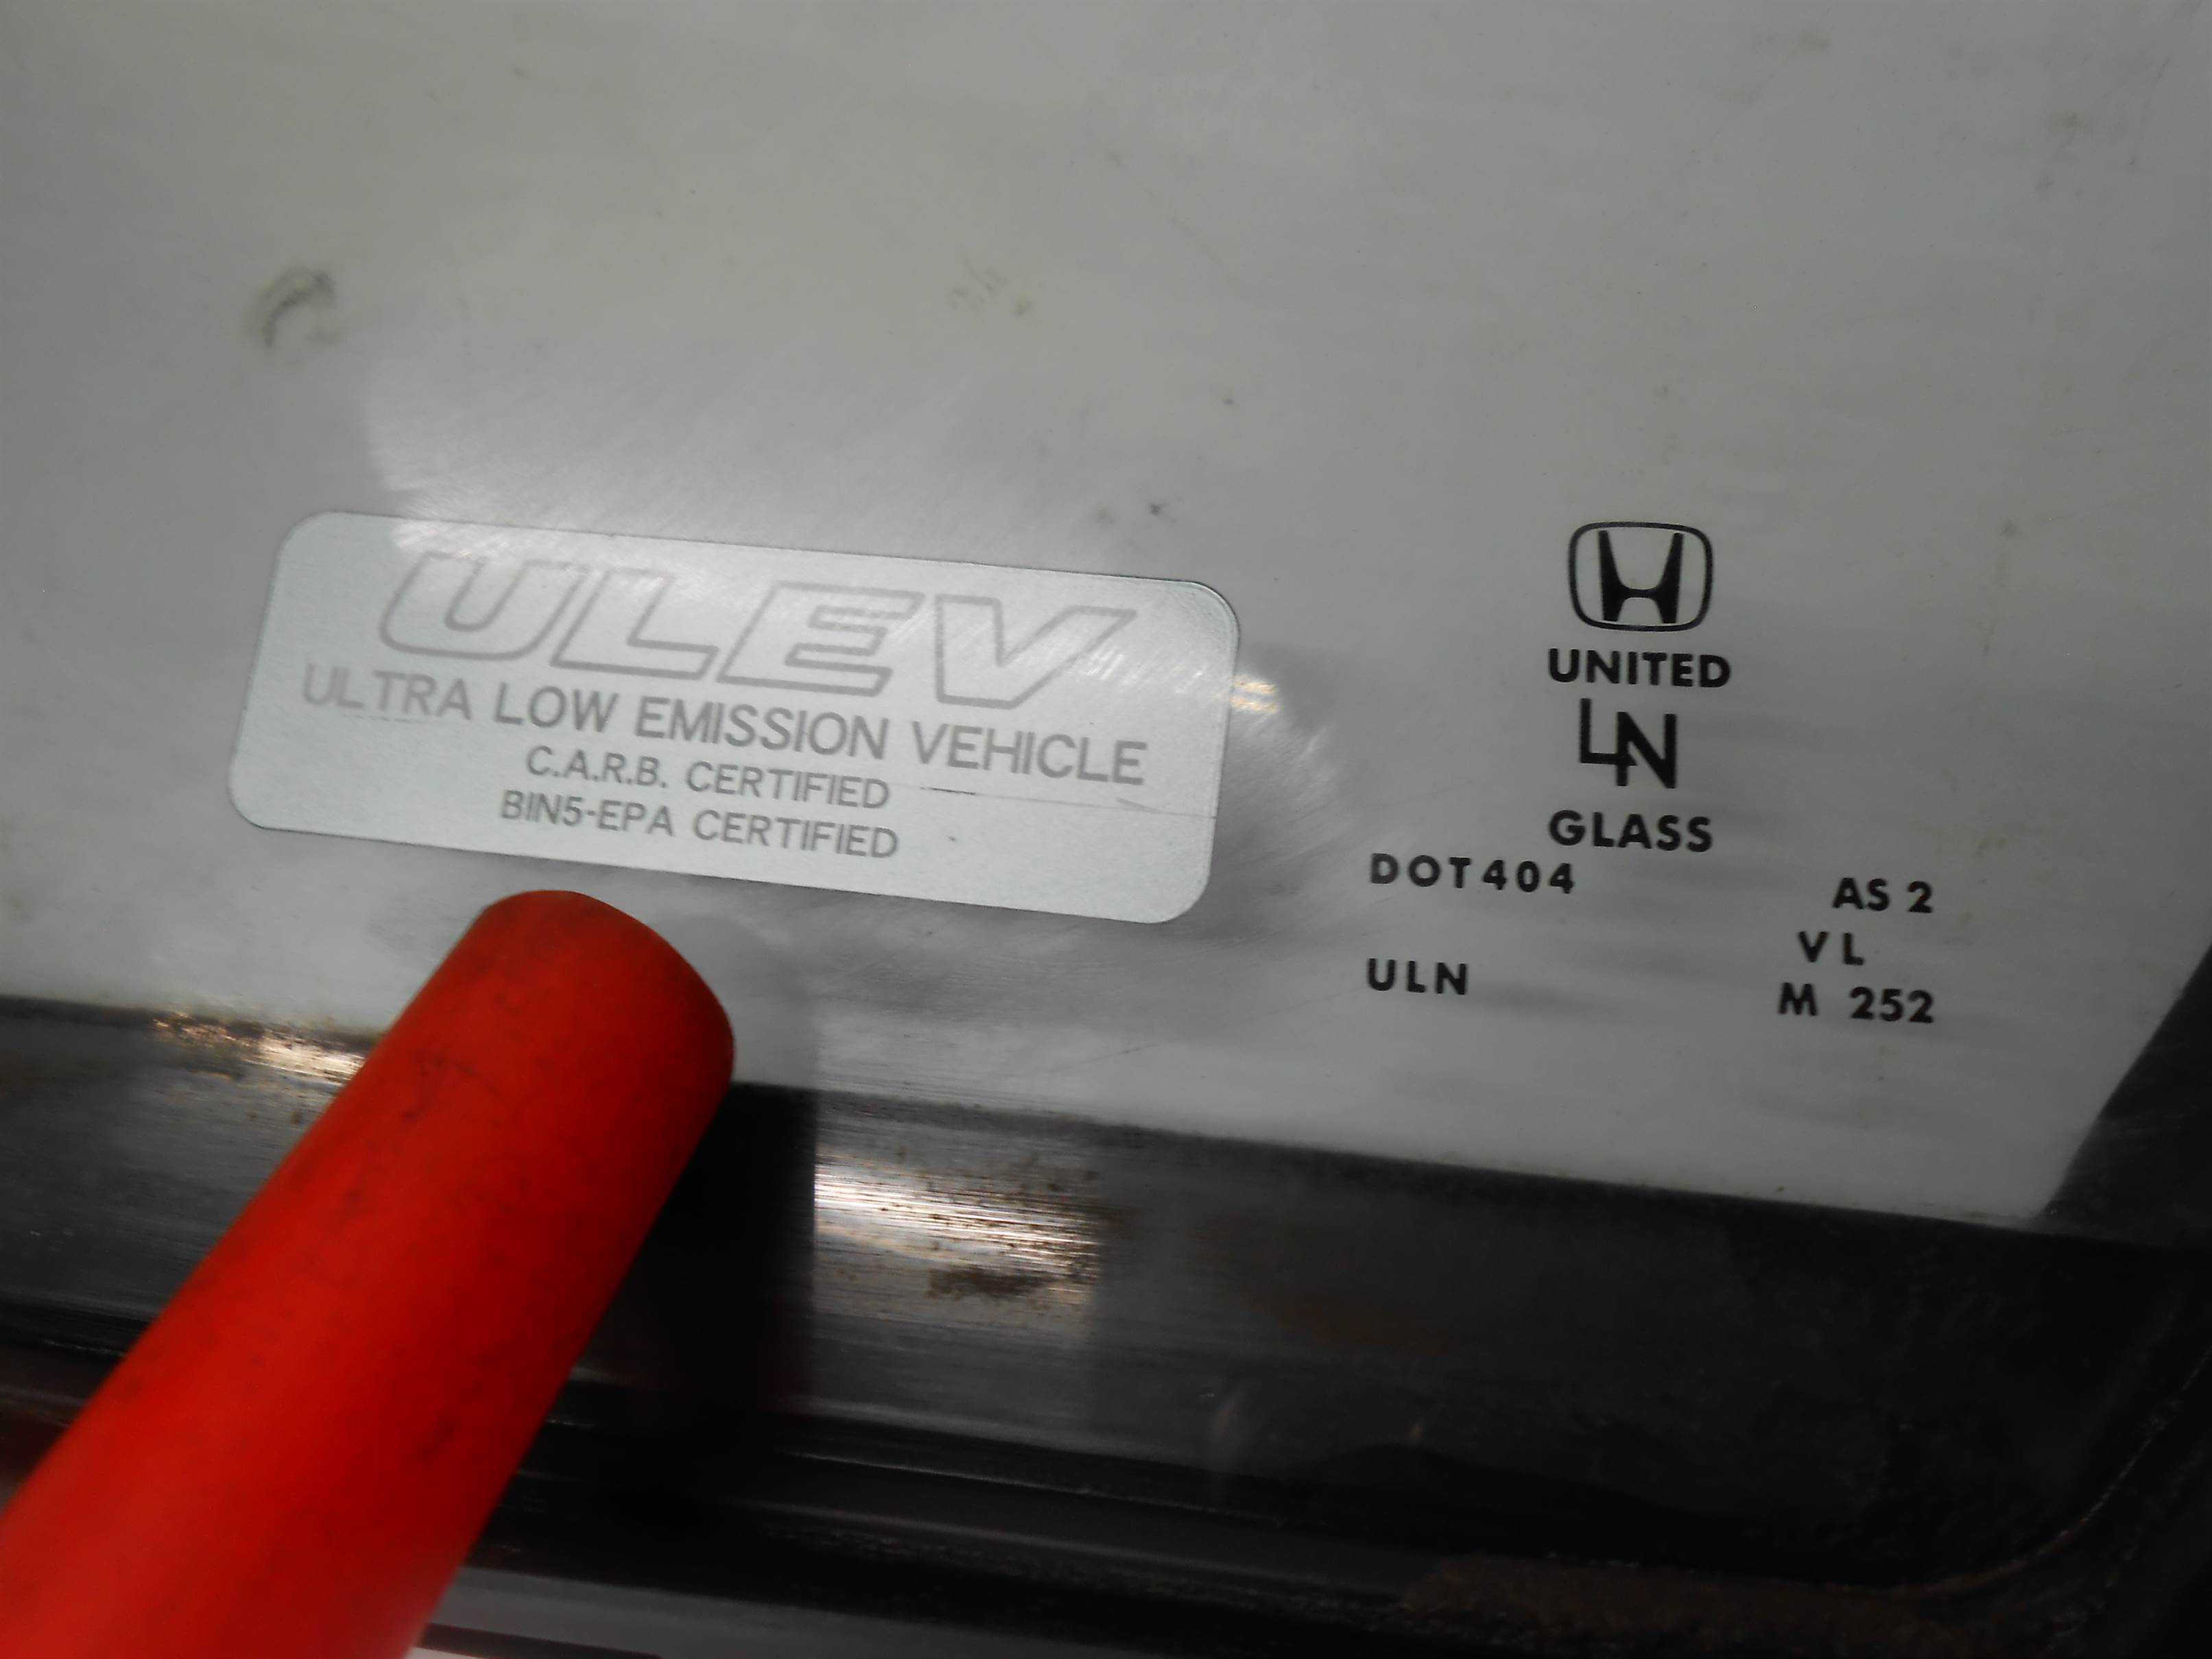 ULEV
ULTRA LOW EMISSION VEHICLE
C.A.R.B. CERTIFIED
BIN5-EPA CERTIFIED
UNITED
LN
GLASS
DOT404 AS 2
VL
ULN M 252